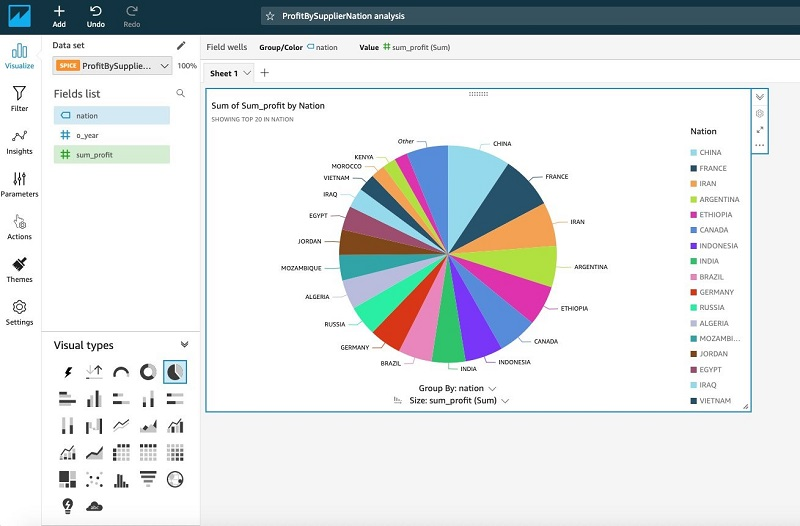 Add
Undo
Redo
ProfitBySupplierNation analysis
Visualize
Filter
Insights
Parameters
Actions
Themes
Settings
Data set
SPICE ProfitBySupplie... 100%
Fields list
nation
o_year
sum_profit
Visual types
Field wells Group/Color nation Value sum_profit (Sum)
Sheet 1
Sum of Sum_profit by Nation
SHOWING TOP 20 IN NATION
Other
CHINA
FRANCE
IRAN
ARGENTINA
ETHIOPIA
CANADA
INDONESIA
INDIA
BRAZIL
GERMANY
RUSSIA
ALGERIA
MOZAMBIQUE
JORDAN
EGYPT
IRAQ
VIETNAM
MOROCCO
KENYA
Group By: nation
Size: sum_profit (Sum)
Nation
CHINA
FRANCE
IRAN
ARGENTINA
ETHIOPIA
CANADA
INDONESIA
INDIA
BRAZIL
GERMANY
RUSSIA
ALGERIA
MOZAMBI...
JORDAN
EGYPT
IRAQ
VIETNAM